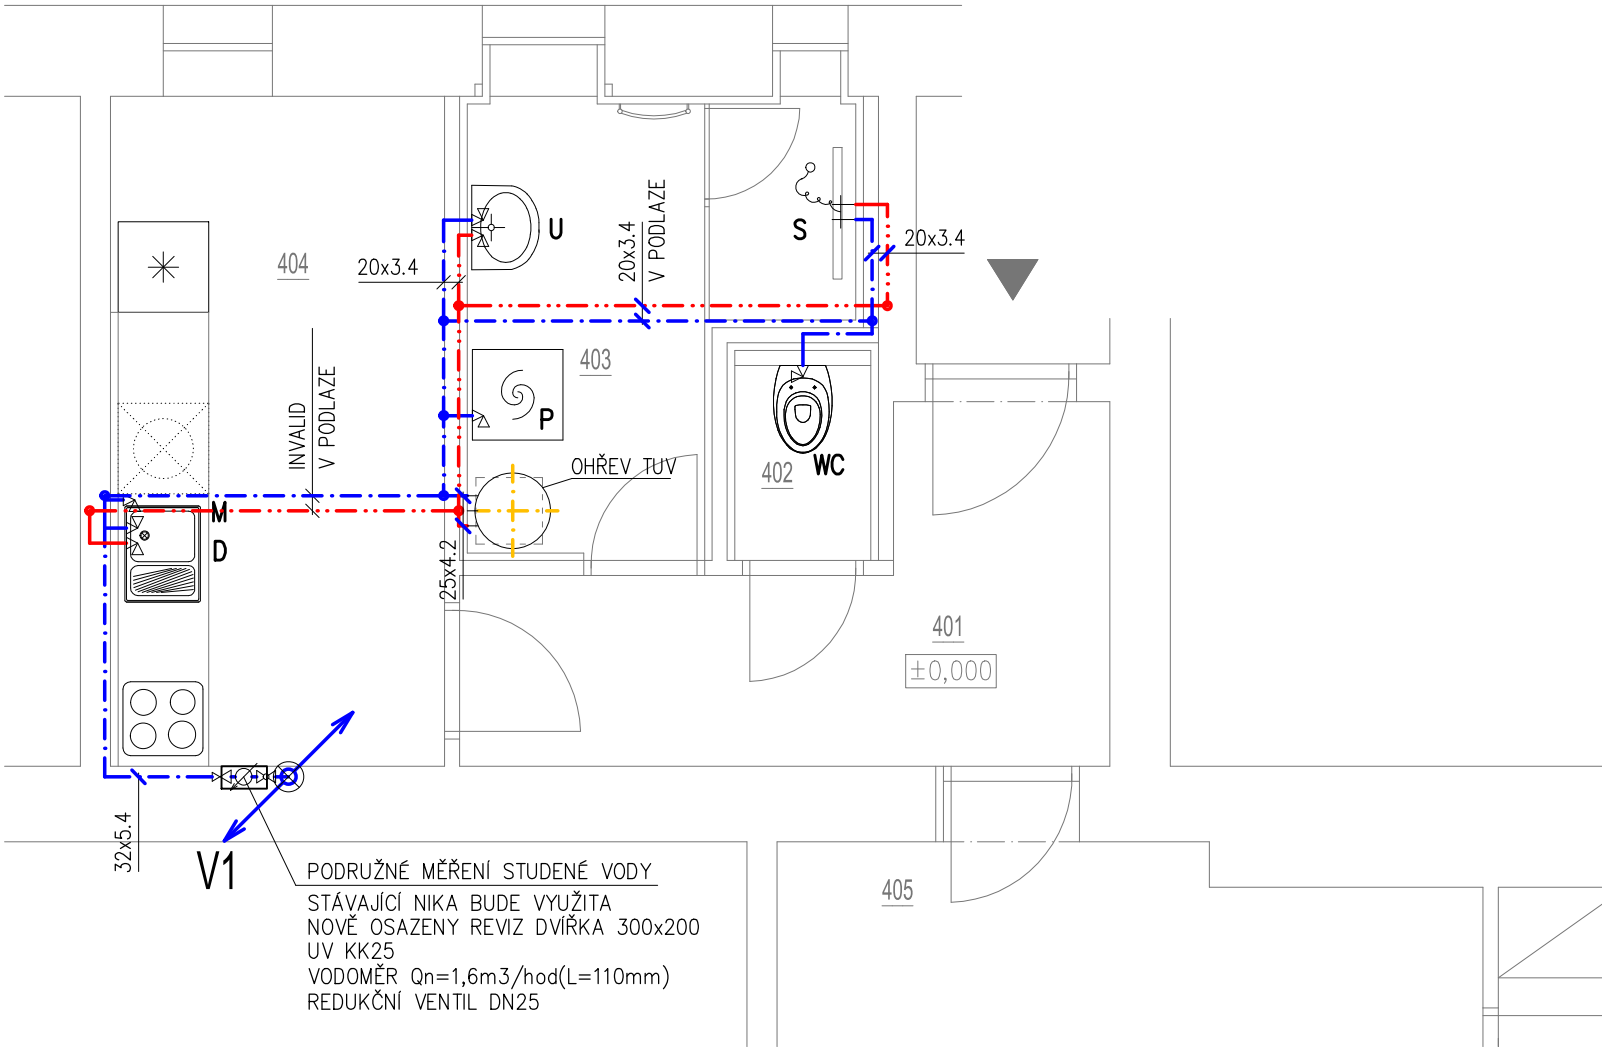 404
20x3.4
U
20x3.4
V PODLAZE
S
20x3.4
INVALID
V PODLAZE
403
P
402
WC
OHŘEV TUV
M
D
25x4.2
401
±0,000
32x5.4
V1
405
PODRUŽNÉ MĚŘENÍ STUDENÉ VODY
STÁVAJÍCÍ NIKA BUDE VYUŽITA
NOVĚ OSAZENY REVIZ DVÍŘKA 300x200
UV KK25
VODOMĚR Qn=1,6m3/hod(L=110mm)
REDUKČNÍ VENTIL DN25